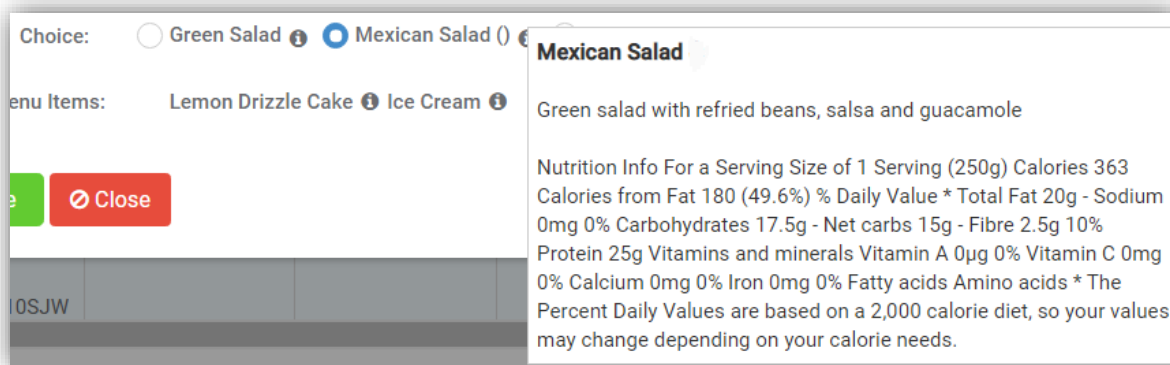 Choice: Green Salad Mexican Salad ()
enu Items: Lemon Drizzle Cake Ice Cream
Close
10SJW
Mexican Salad
Green salad with refried beans, salsa and guacamole
Nutrition Info For a Serving Size of 1 Serving (250g) Calories 363
Calories from Fat 180 (49.6%) % Daily Value * Total Fat 20g - Sodium
0mg 0% Carbohydrates 17.5g - Net carbs 15g - Fibre 2.5g 10%
Protein 25g Vitamins and minerals Vitamin A 0µg 0% Vitamin C 0mg
0% Calcium 0mg 0% Iron 0mg 0% Fatty acids Amino acids * The
Percent Daily Values are based on a 2,000 calorie diet, so your values
may change depending on your calorie needs.